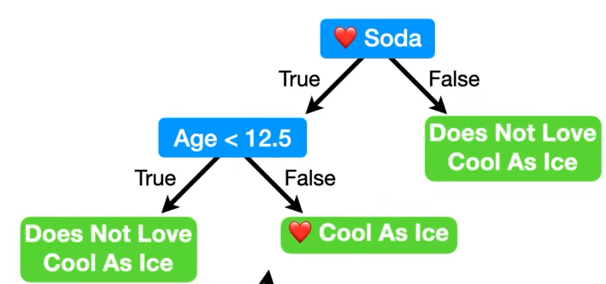 ❤️ Soda
True
False
Age < 12.5
Does Not Love
Cool As Ice
True
False
Does Not Love
Cool As Ice
❤️ Cool As Ice